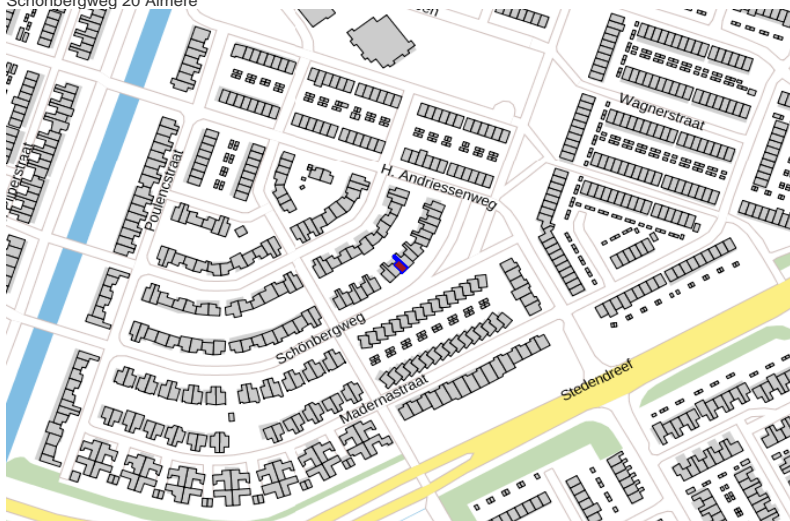 Schönbergweg 20 Almere
Wagnerstraat
H. Andriessenweg
Poulencstraat
Schönbergweg
Madernastraat
Stedendreef